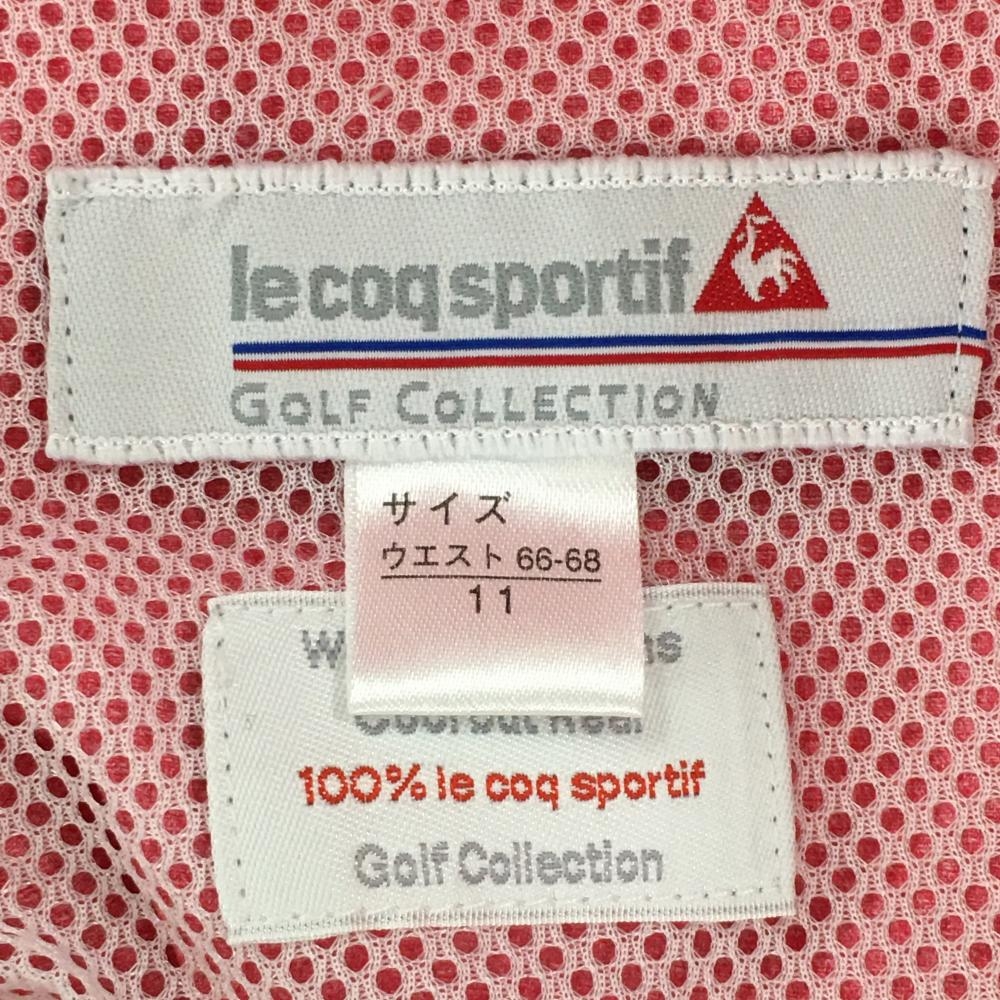 le coq sportif
GOLF COLLECTION
サイズ
ウエスト 66-68
11
100% le coq sportif
Golf Collection